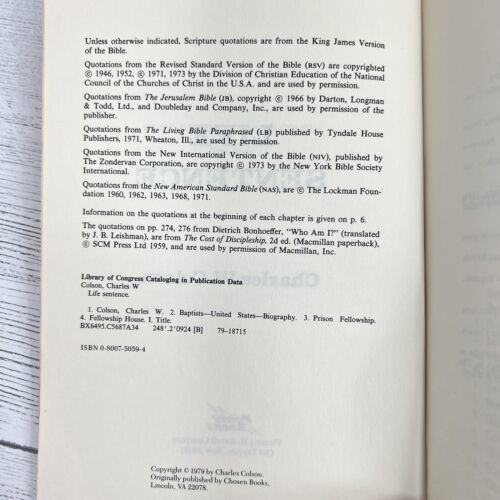 Unless otherwise indicated, Scripture quotations are from the King James Version
of the Bible.
Quotations from the Revised Standard Version of the Bible (RSV) are copyrighted
© 1946, 1952, © 1971, 1973 by the Division of Christian Education of the National
Council of the Churches of Christ in the U.S.A. and are used by permission.
Quotations from The Jerusalem Bible (JB), copyright © 1966 by Darton, Longman
& Todd, Ltd., and Doubleday and Company, Inc., are used by permission of the
publisher.
Quotations from The Living Bible Paraphrased (LB) published by Tyndale House
Publishers, 1971, Wheaton, Ill., are used by permission.
Quotations from the New International Version of the Bible (NIV), published by
The Zondervan Corporation, are copyright © 1973 by the New York Bible Society
International.
Quotations from the New American Standard Bible (NAS), are © The Lockman Foun-
dation 1960, 1962, 1963, 1968, 1971.
Information on the quotations at the beginning of each chapter is given on p. 6.
The quotations on pp. 274, 276 from Dietrich Bonhoeffer, "Who Am I?" (translated
by J. B. Leishman), are from The Cost of Discipleship, 2d ed. (Macmillan paperback),
© SCM Press Ltd 1959, and are used by permission of Macmillan, Inc.
Library of Congress Cataloging in Publication Data
Colson, Charles W
Life sentence.
1. Colson, Charles W. 2. Baptists—United States—Biography. 3. Prison Fellowship.
4. Fellowship House. I. Title.
BX6495.C5687A34 248'.2'0924 [B] 79-18715
ISBN 0-8007-5059-4
Copyright © 1979 by Charles Colson.
Originally published by Chosen Books,
Lincoln, VA 22078.